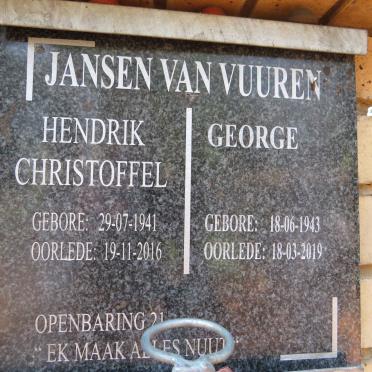 JANSEN VAN VUUREN
HENDRIK
CHRISTOFFEL
GEBORE: 29-07-1941
OORLEDE: 19-11-2016
GEORGE
GEBORE: 18-06-1943
OORLEDE: 18-03-2019
OPENBARING 21
" EK MAAK ALLES NUUT"